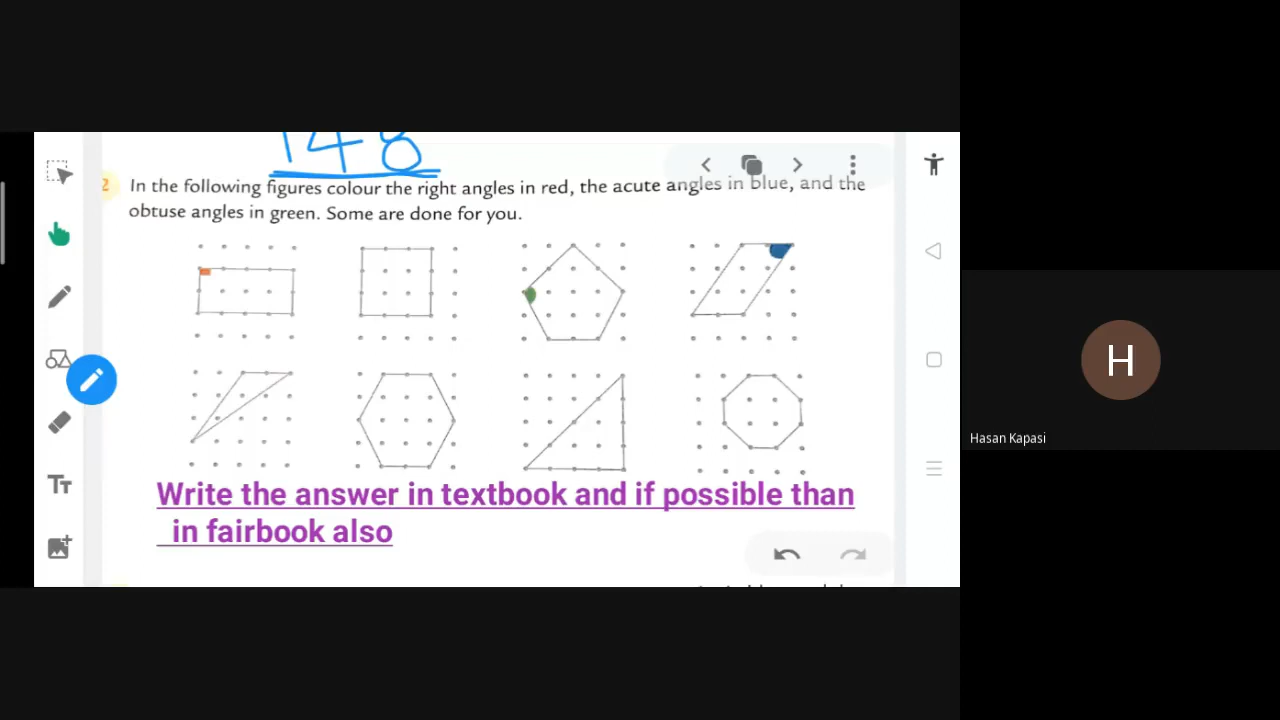 148
2 In the following figures colour the right angles in red, the acute angles in blue, and the
obtuse angles in green. Some are done for you.
Write the answer in textbook and if possible than
in fairbook also
Tт
H
Hasan Kapasi